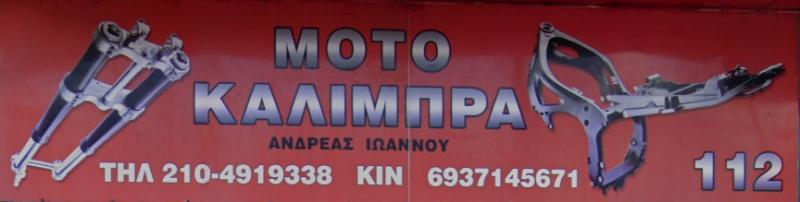 ΜΟΤΟ
ΚΑΛΙΜΠΡΑ
ΑΝΔΡΕΑΣ ΙΩΑΝΝΟΥ
ΤΗΛ 210-4919338 ΚΙΝ 6937145671
112